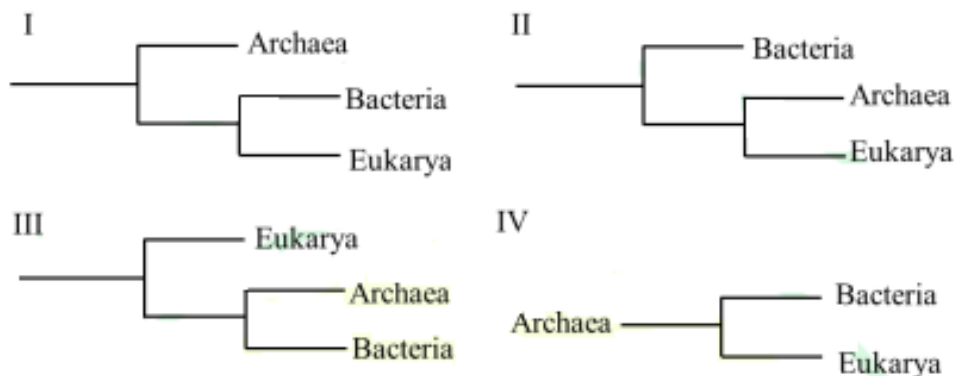 I
Archaea
Bacteria
Eukarya
II
Bacteria
Archaea
Eukarya
III
Eukarya
Archaea
Bacteria
IV
Archaea
Bacteria
Eukarya